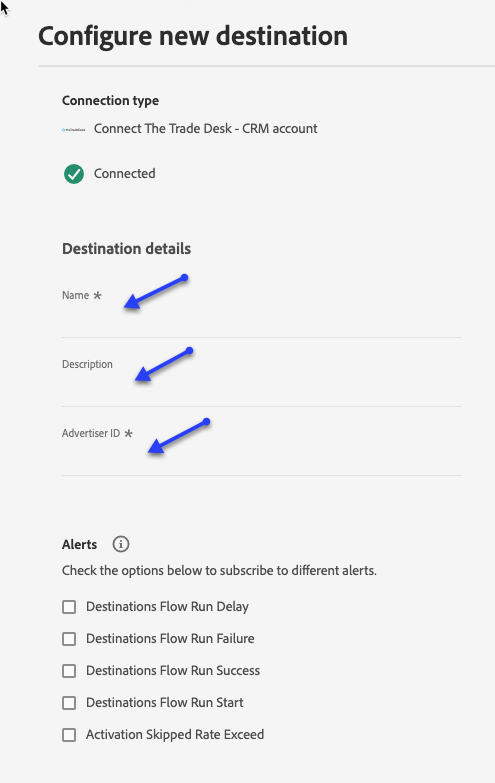 Configure new destination
Connection type
Connect The Trade Desk - CRM account
Connected
Destination details
Name *
Description
Advertiser ID *
Alerts
Check the options below to subscribe to different alerts.
Destinations Flow Run Delay
Destinations Flow Run Failure
Destinations Flow Run Success
Destinations Flow Run Start
Activation Skipped Rate Exceed